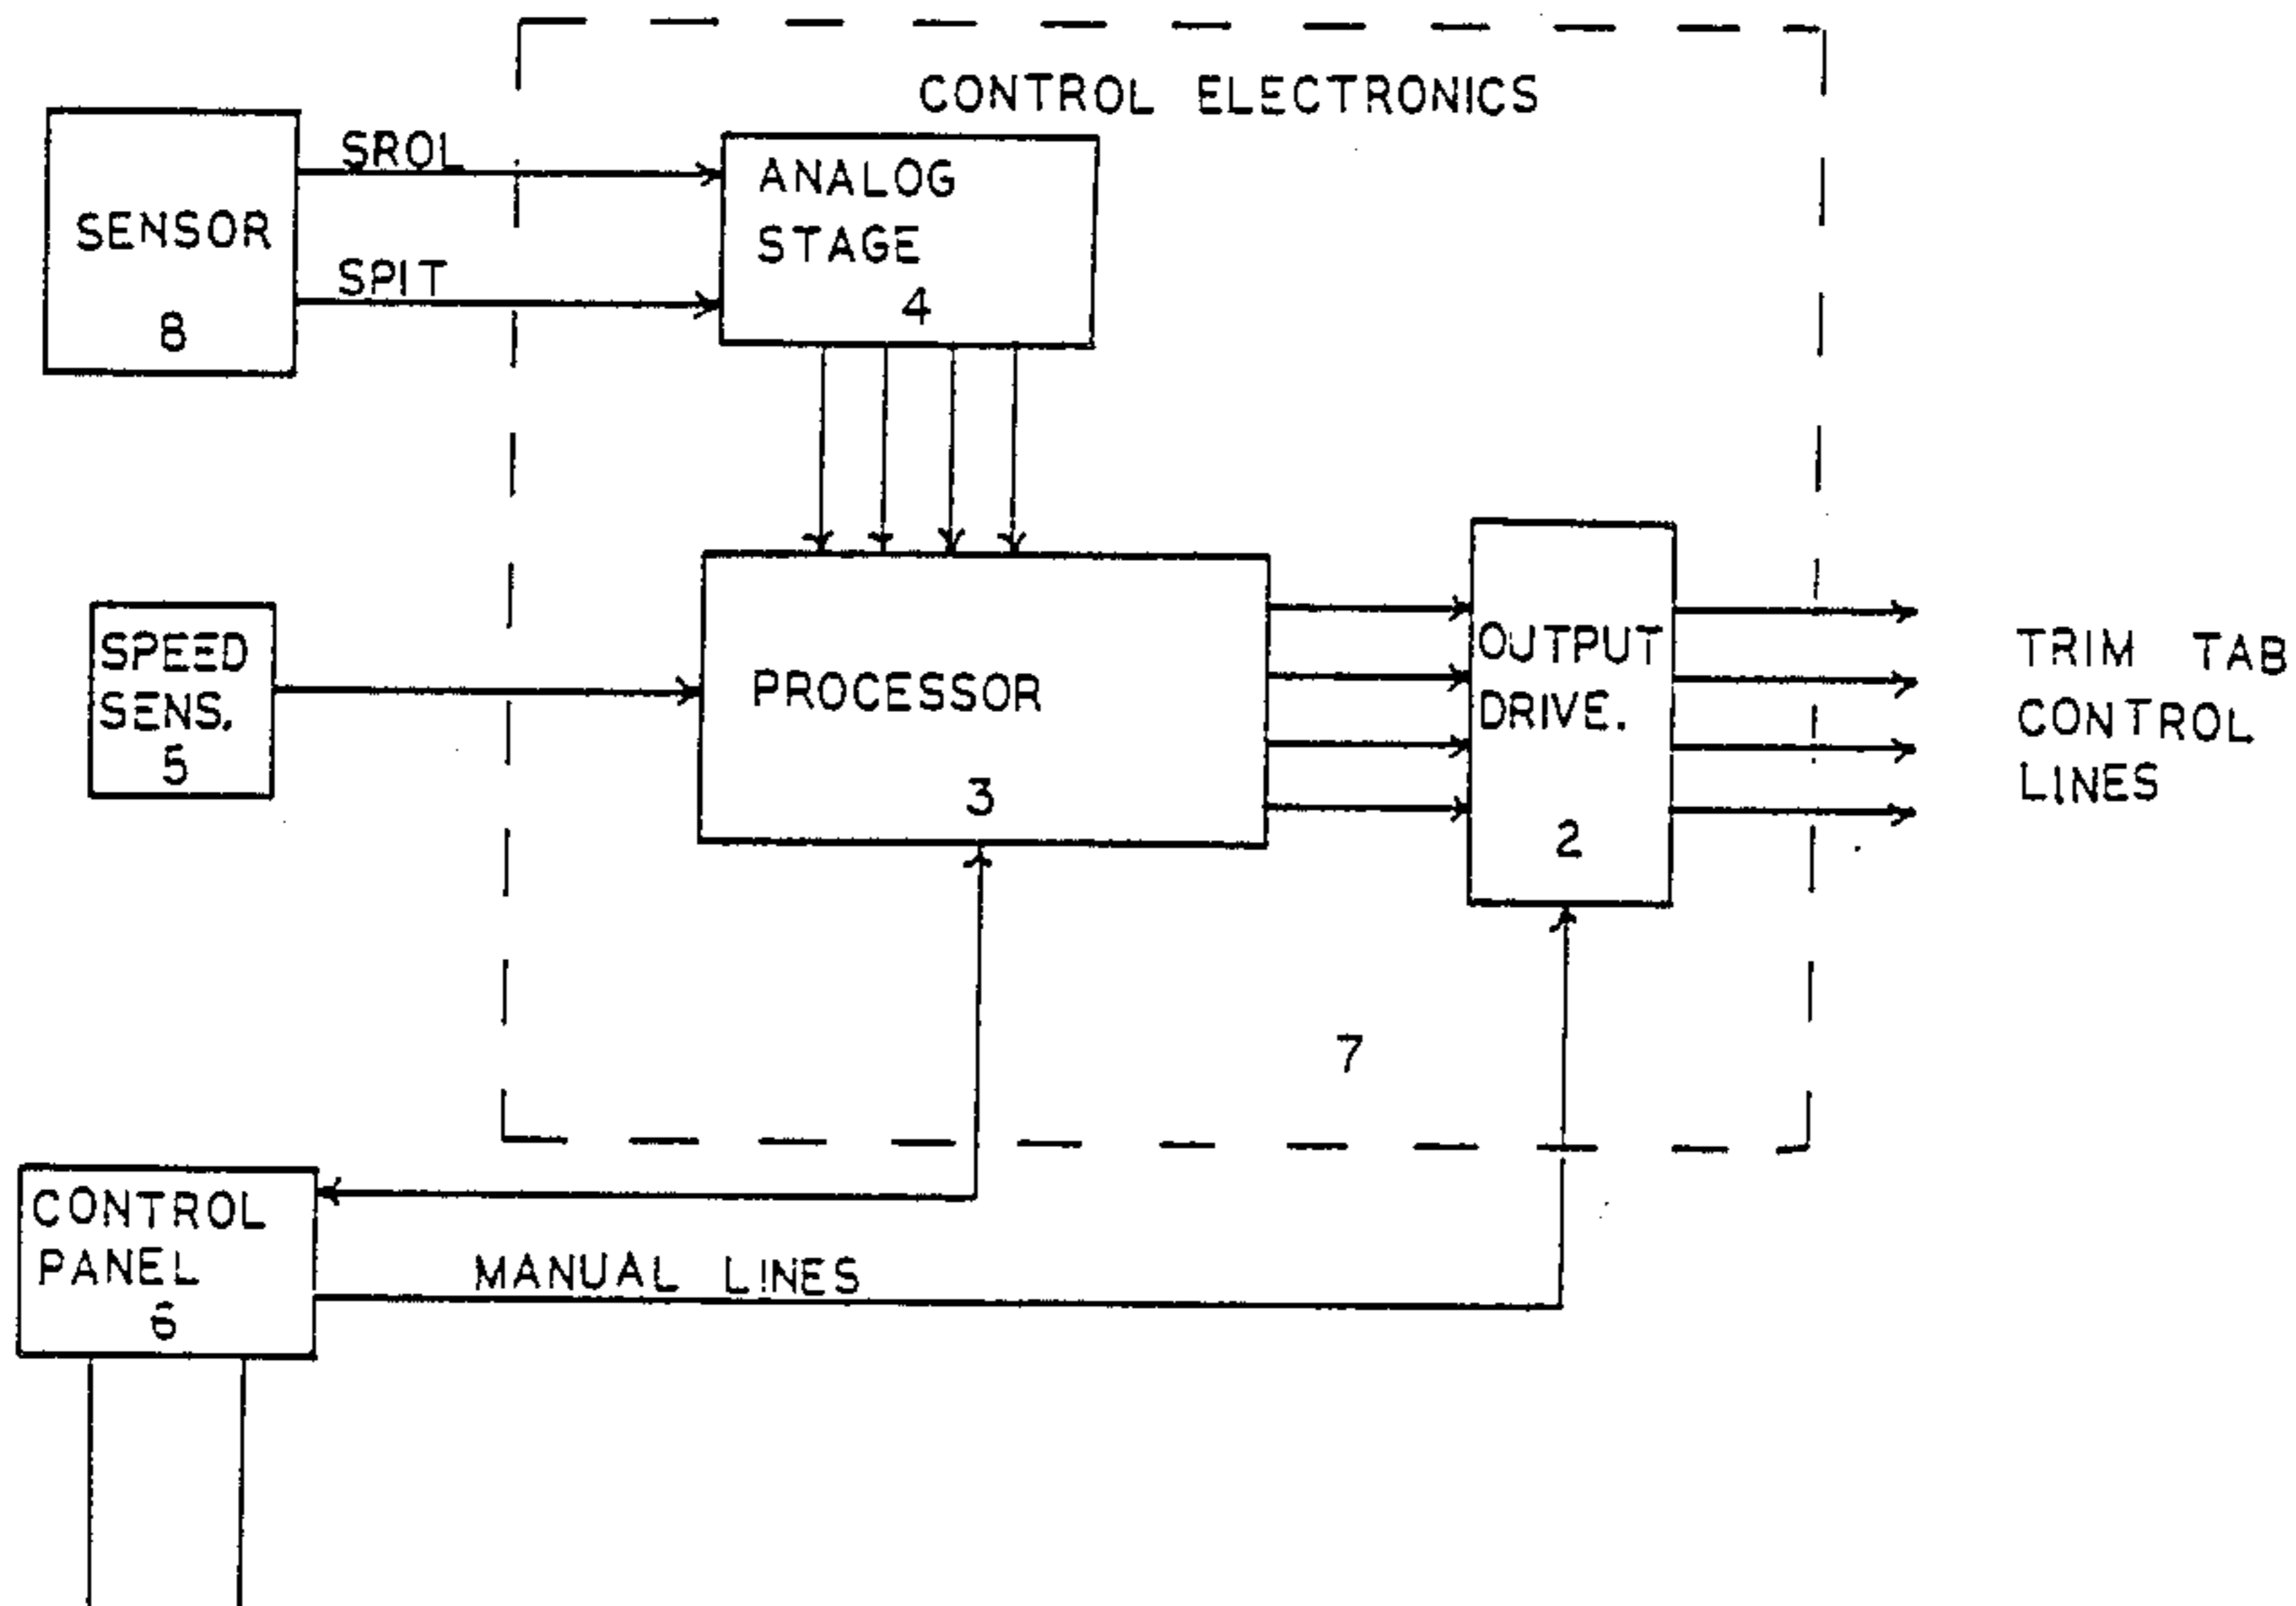 CONTROL ELECTRONICS
SENSOR
8
SROL
SPIT
ANALOG
STAGE
4
SPEED
SENS.
5
PROCESSOR
3
OUTPUT
DRIVE.
2
TRIM TAB
CONTROL
LINES
7
CONTROL
PANEL
6
MANUAL LINES